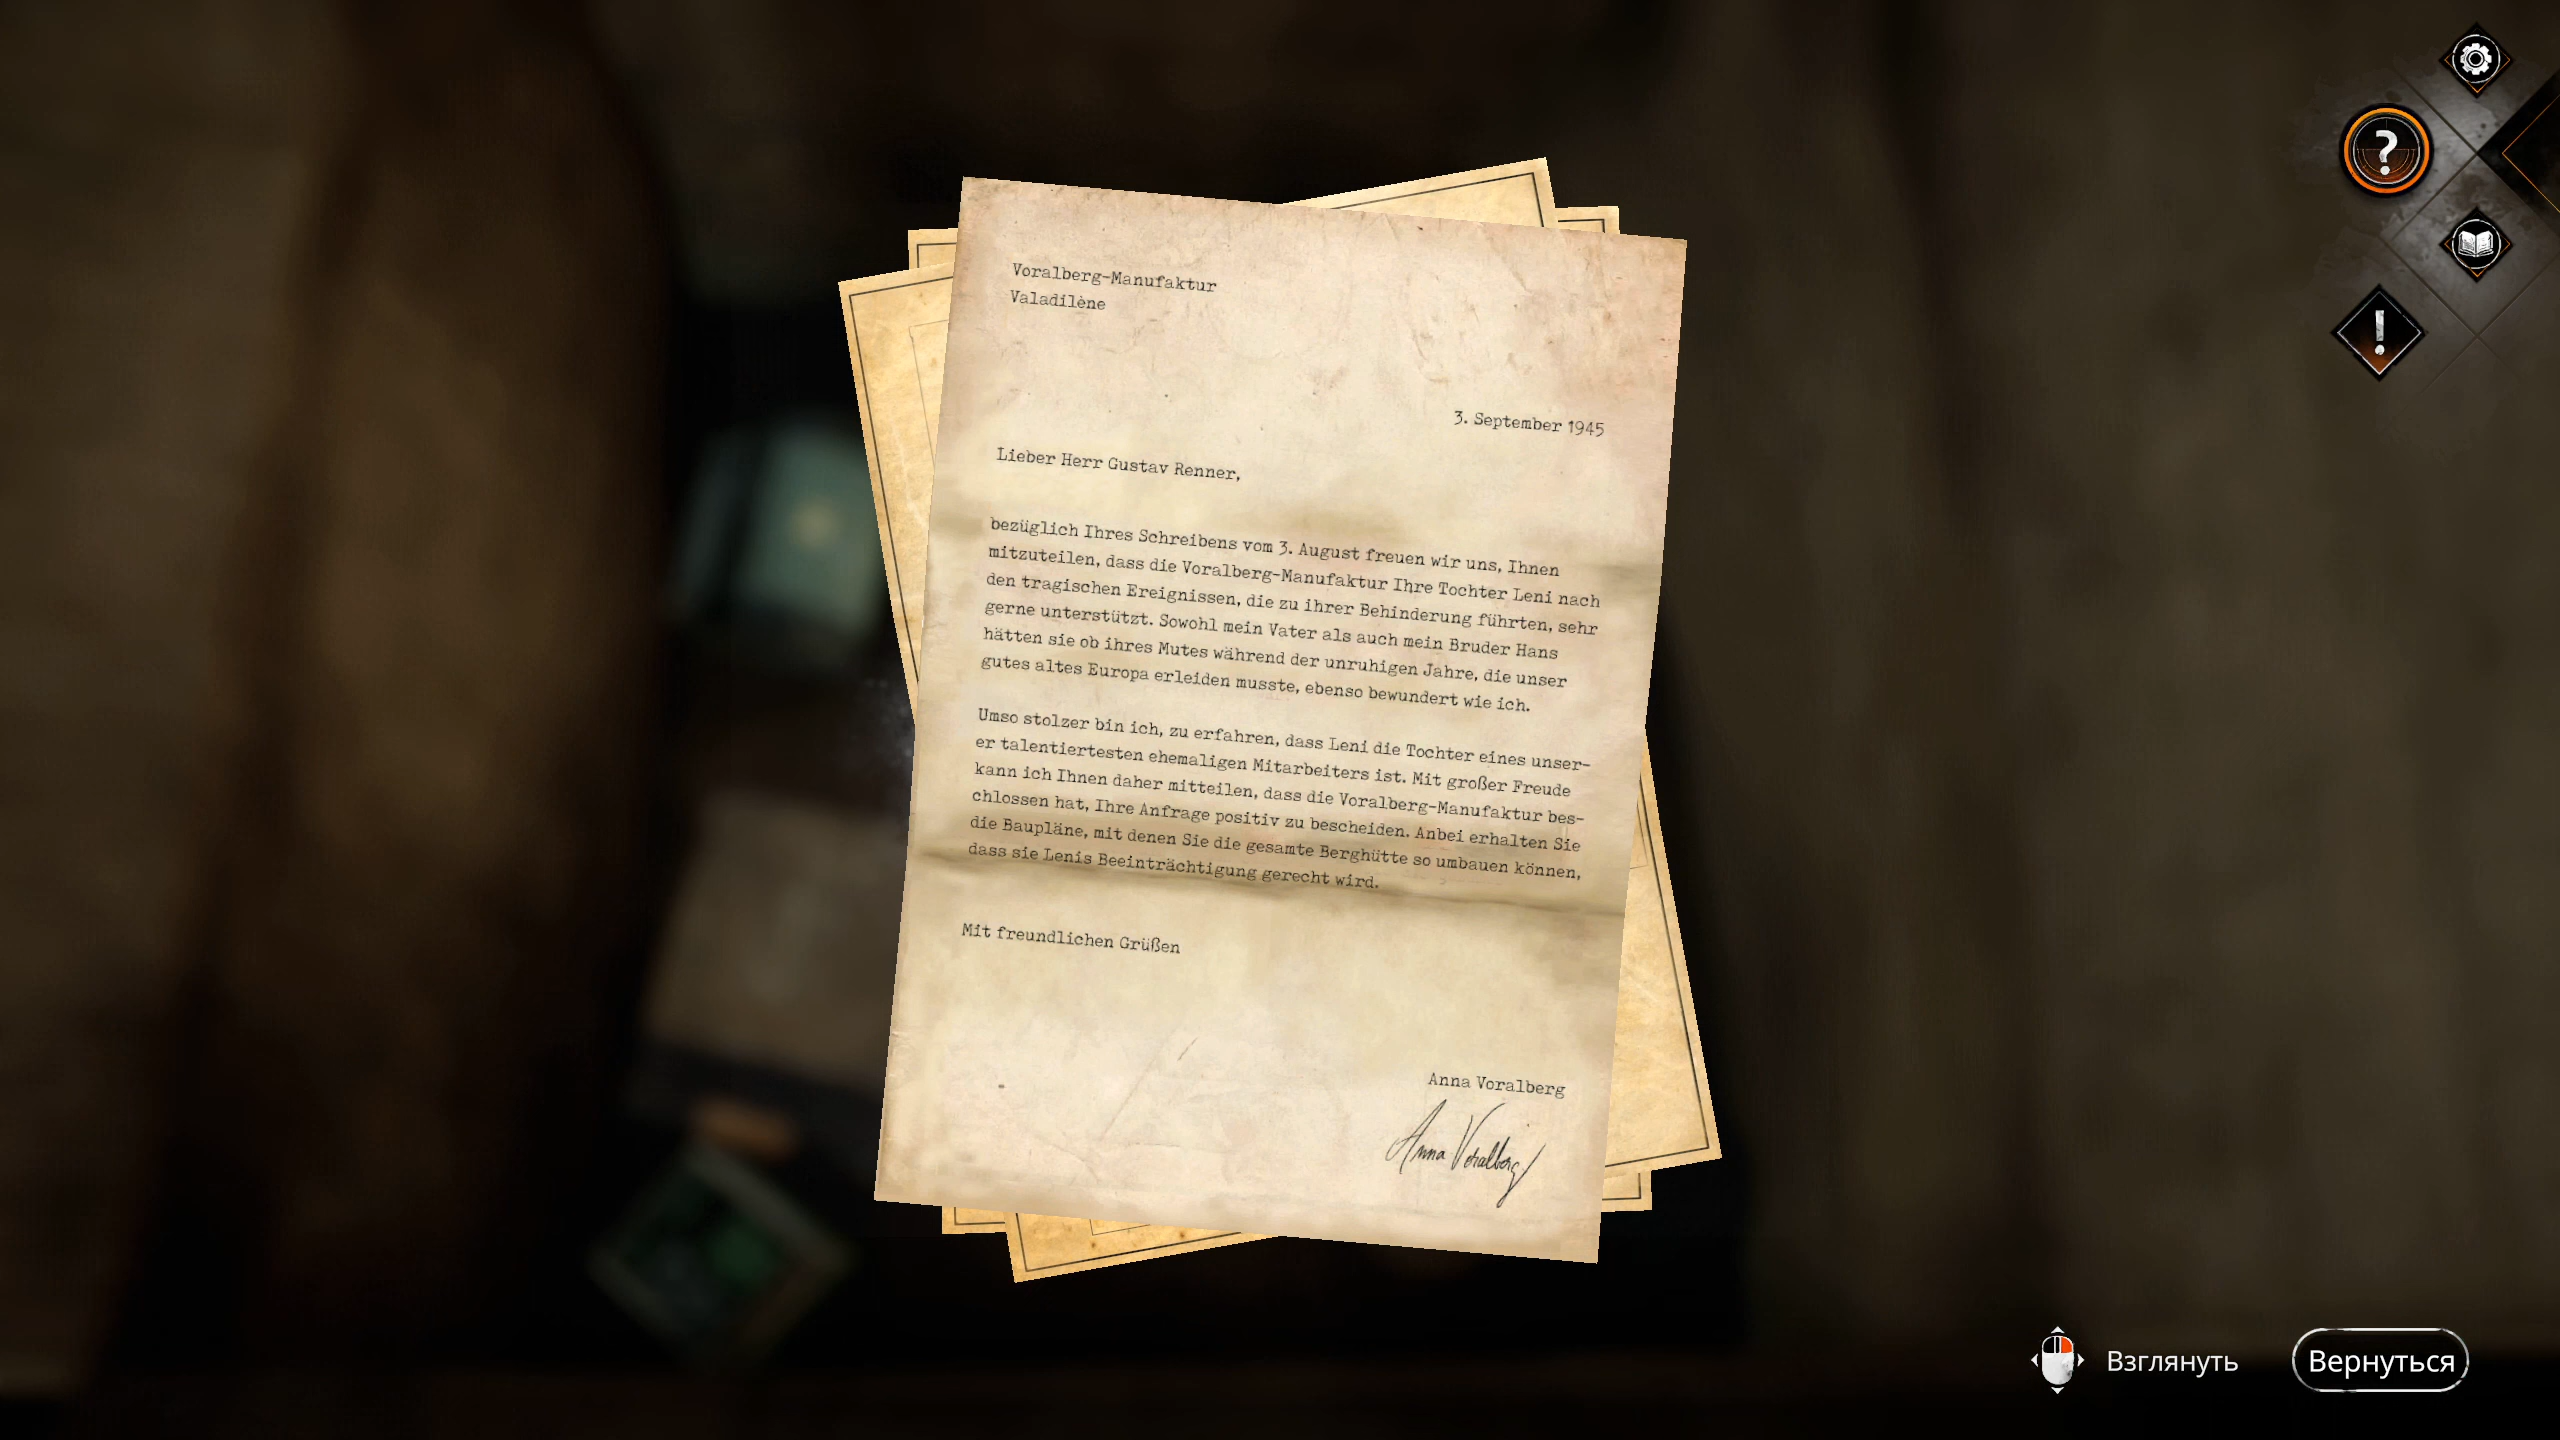 Voralberg-Manufaktur
Valadilène
3. September 1945
Lieber Herr Gustav Renner,
bezüglich Ihres Schreibens vom 3. August freuen wir uns, Ihnen
mitzuteilen, dass die Voralberg-Manufaktur Ihre Tochter Leni nach
den tragischen Ereignissen, die zu ihrer Behinderung führten, sehr
gerne unterstützt. Sowohl mein Vater als auch mein Bruder Hans
hätten sie ob ihres Mutes während der unruhigen Jahre, die unser
gutes altes Europa erleiden musste, ebenso bewundert wie ich.
Umso stolzer bin ich, zu erfahren, dass Leni die Tochter eines unser-
er talentiertesten ehemaligen Mitarbeiters ist. Mit großer Freude
kann ich Ihnen daher mitteilen, dass die Voralberg-Manufaktur bes-
chlossen hat, Ihre Anfrage positiv zu bescheiden. Anbei erhalten Sie
die Baupläne, mit denen Sie die gesamte Berghütte so umbauen können,
dass sie Lenis Beeinträchtigung gerecht wird.
Mit freundlichen Grüßen
Anna Voralberg
Anna Voralberg
Взглянуть
Вернуться